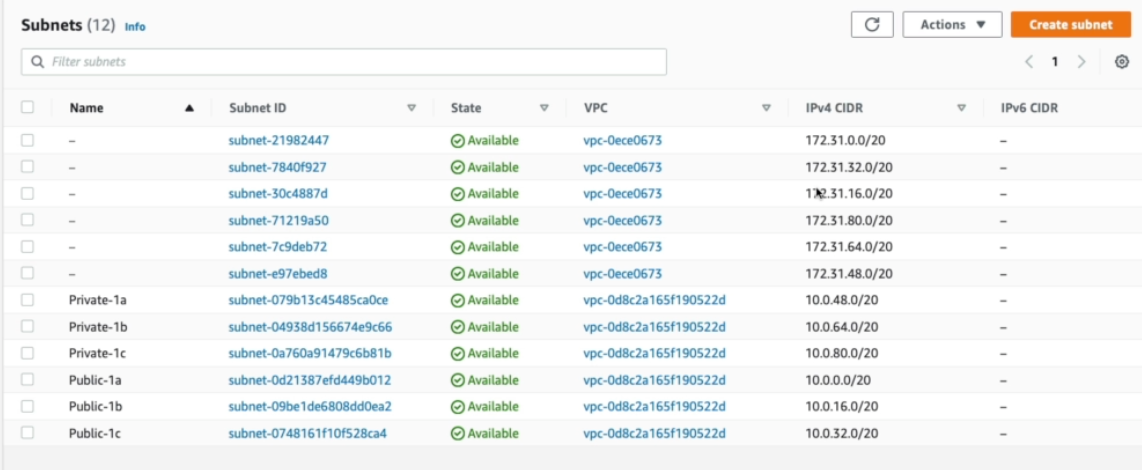 Subnets (12) Info Actions ▼ Create subnet
Filter subnets 1
Name Subnet ID State VPC IPv4 CIDR IPv6 CIDR
– subnet-21982447 Available vpc-0ece0673 172.31.0.0/20 –
– subnet-7840f927 Available vpc-0ece0673 172.31.32.0/20 –
– subnet-30c4887d Available vpc-0ece0673 172.31.16.0/20 –
– subnet-71219a50 Available vpc-0ece0673 172.31.80.0/20 –
– subnet-7c9deb72 Available vpc-0ece0673 172.31.64.0/20 –
– subnet-e97ebed8 Available vpc-0ece0673 172.31.48.0/20 –
Private-1a subnet-079b13c45485ca0ce Available vpc-0d8c2a165f190522d 10.0.48.0/20 –
Private-1b subnet-04938d156674e9c66 Available vpc-0d8c2a165f190522d 10.0.64.0/20 –
Private-1c subnet-0a760a91479c6b81b Available vpc-0d8c2a165f190522d 10.0.80.0/20 –
Public-1a subnet-0d21387efd449b012 Available vpc-0d8c2a165f190522d 10.0.0.0/20 –
Public-1b subnet-09be1de6808dd0ea2 Available vpc-0d8c2a165f190522d 10.0.16.0/20 –
Public-1c subnet-0748161f10f528ca4 Available vpc-0d8c2a165f190522d 10.0.32.0/20 –